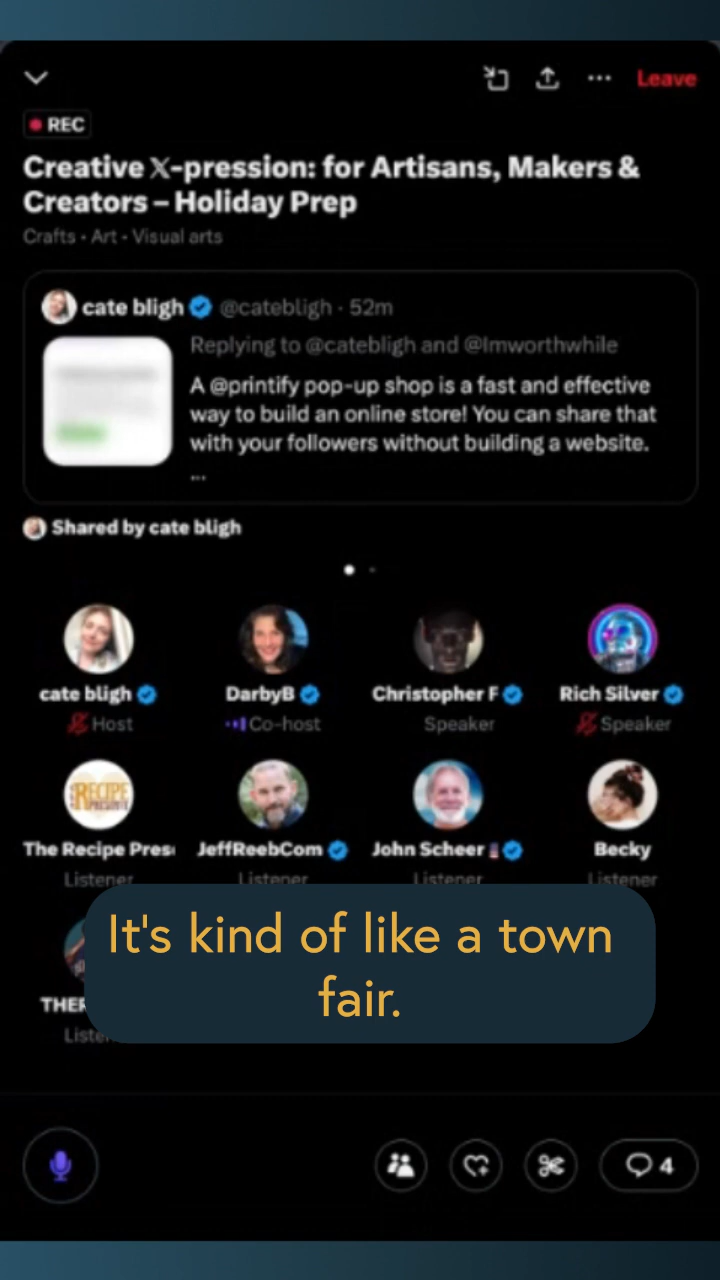 Leave
REC
Creative 𝕏-pression: for Artisans, Makers &
Creators – Holiday Prep
Crafts • Art • Visual arts
cate bligh @catebligh · 52m
Replying to @catebligh and @Imworthwhile
A @printify pop-up shop is a fast and effective
way to build an online store! You can share that
with your followers without building a website.
...
Shared by cate bligh
cate bligh DarbyB Christopher F Rich Silver
Host Co-host Speaker Speaker
The Recipe Pres JeffReebCom John Scheer Becky
Listener Listener Listener Listener
It's kind of like a town
fair.
4